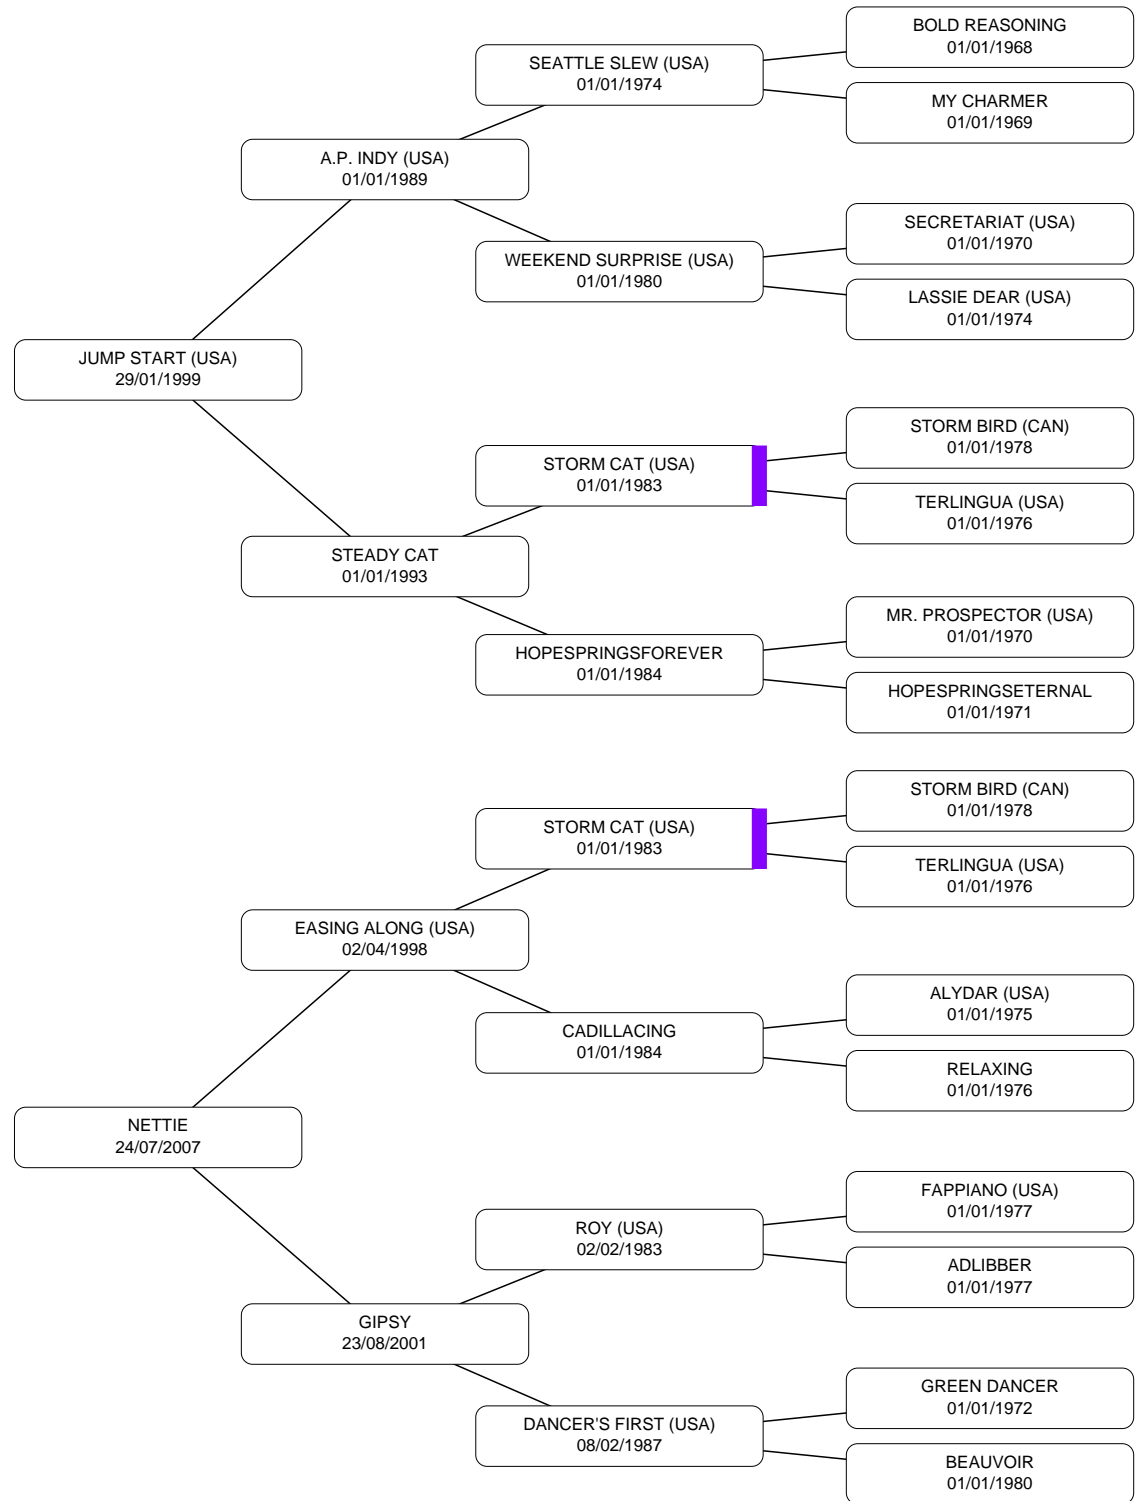 BOLD REASONING
01/01/1968
SEATTLE SLEW (USA)
01/01/1974
MY CHARMER
01/01/1969
A.P. INDY (USA)
01/01/1989
SECRETARIAT (USA)
01/01/1970
WEEKEND SURPRISE (USA)
01/01/1980
LASSIE DEAR (USA)
01/01/1974
JUMP START (USA)
29/01/1999
STORM BIRD (CAN)
01/01/1978
STORM CAT (USA)
01/01/1983
TERLINGUA (USA)
01/01/1976
STEADY CAT
01/01/1993
MR. PROSPECTOR (USA)
01/01/1970
HOPESPRINGSFOREVER
01/01/1984
HOPESPRINGSETERNAL
01/01/1971
STORM BIRD (CAN)
01/01/1978
STORM CAT (USA)
01/01/1983
TERLINGUA (USA)
01/01/1976
EASING ALONG (USA)
02/04/1998
ALYDAR (USA)
01/01/1975
CADILLACING
01/01/1984
RELAXING
01/01/1976
NETTIE
24/07/2007
FAPPIANO (USA)
01/01/1977
ROY (USA)
02/02/1983
ADLIBBER
01/01/1977
GIPSY
23/08/2001
GREEN DANCER
01/01/1972
DANCER'S FIRST (USA)
08/02/1987
BEAUVOIR
01/01/1980